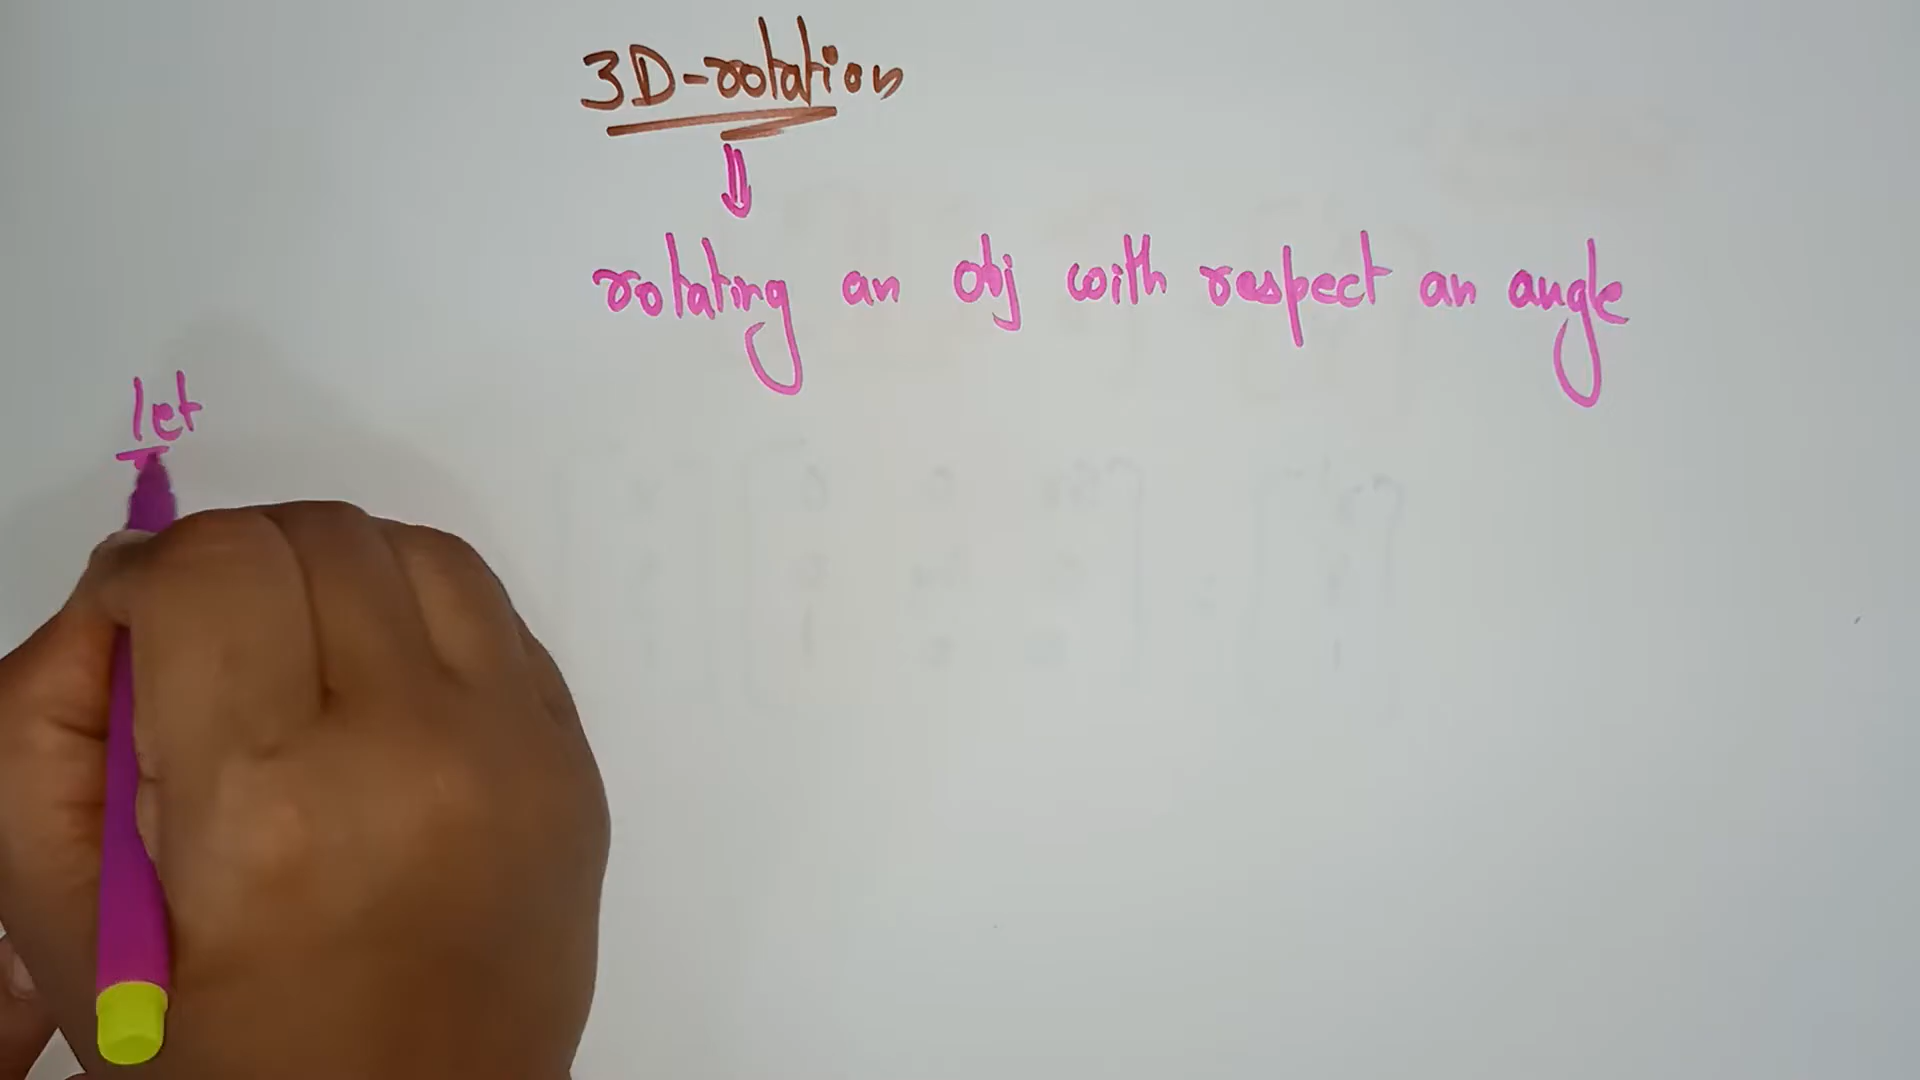 3D-rotation
rotating an obj with respect an angle
let